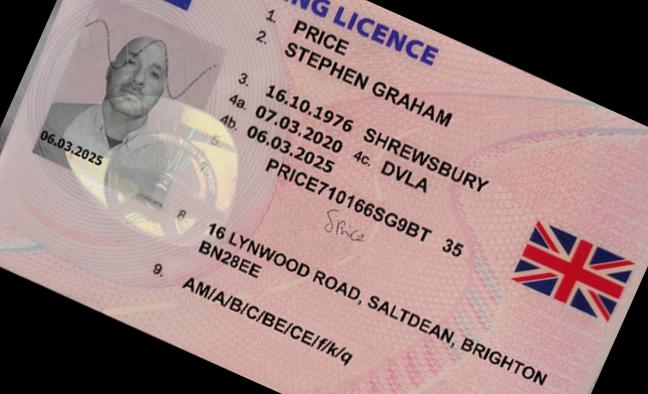 NG LICENCE
1. PRICE
2. STEPHEN GRAHAM
3. 16.10.1976 SHREWSBURY
4a. 07.03.2020 4c. DVLA
4b. 06.03.2025
5. PRICE710166SG9BT 35
06.03.2025
SPrice
8. 16 LYNWOOD ROAD, SALTDEAN, BRIGHTON
BN28EE
9. AM/A/B/C/BE/CE/f/k/q